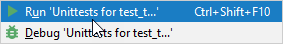 Run 'Unittests for test_t...' Ctrl+Shift+F10
Debug 'Unittests for test_t...'